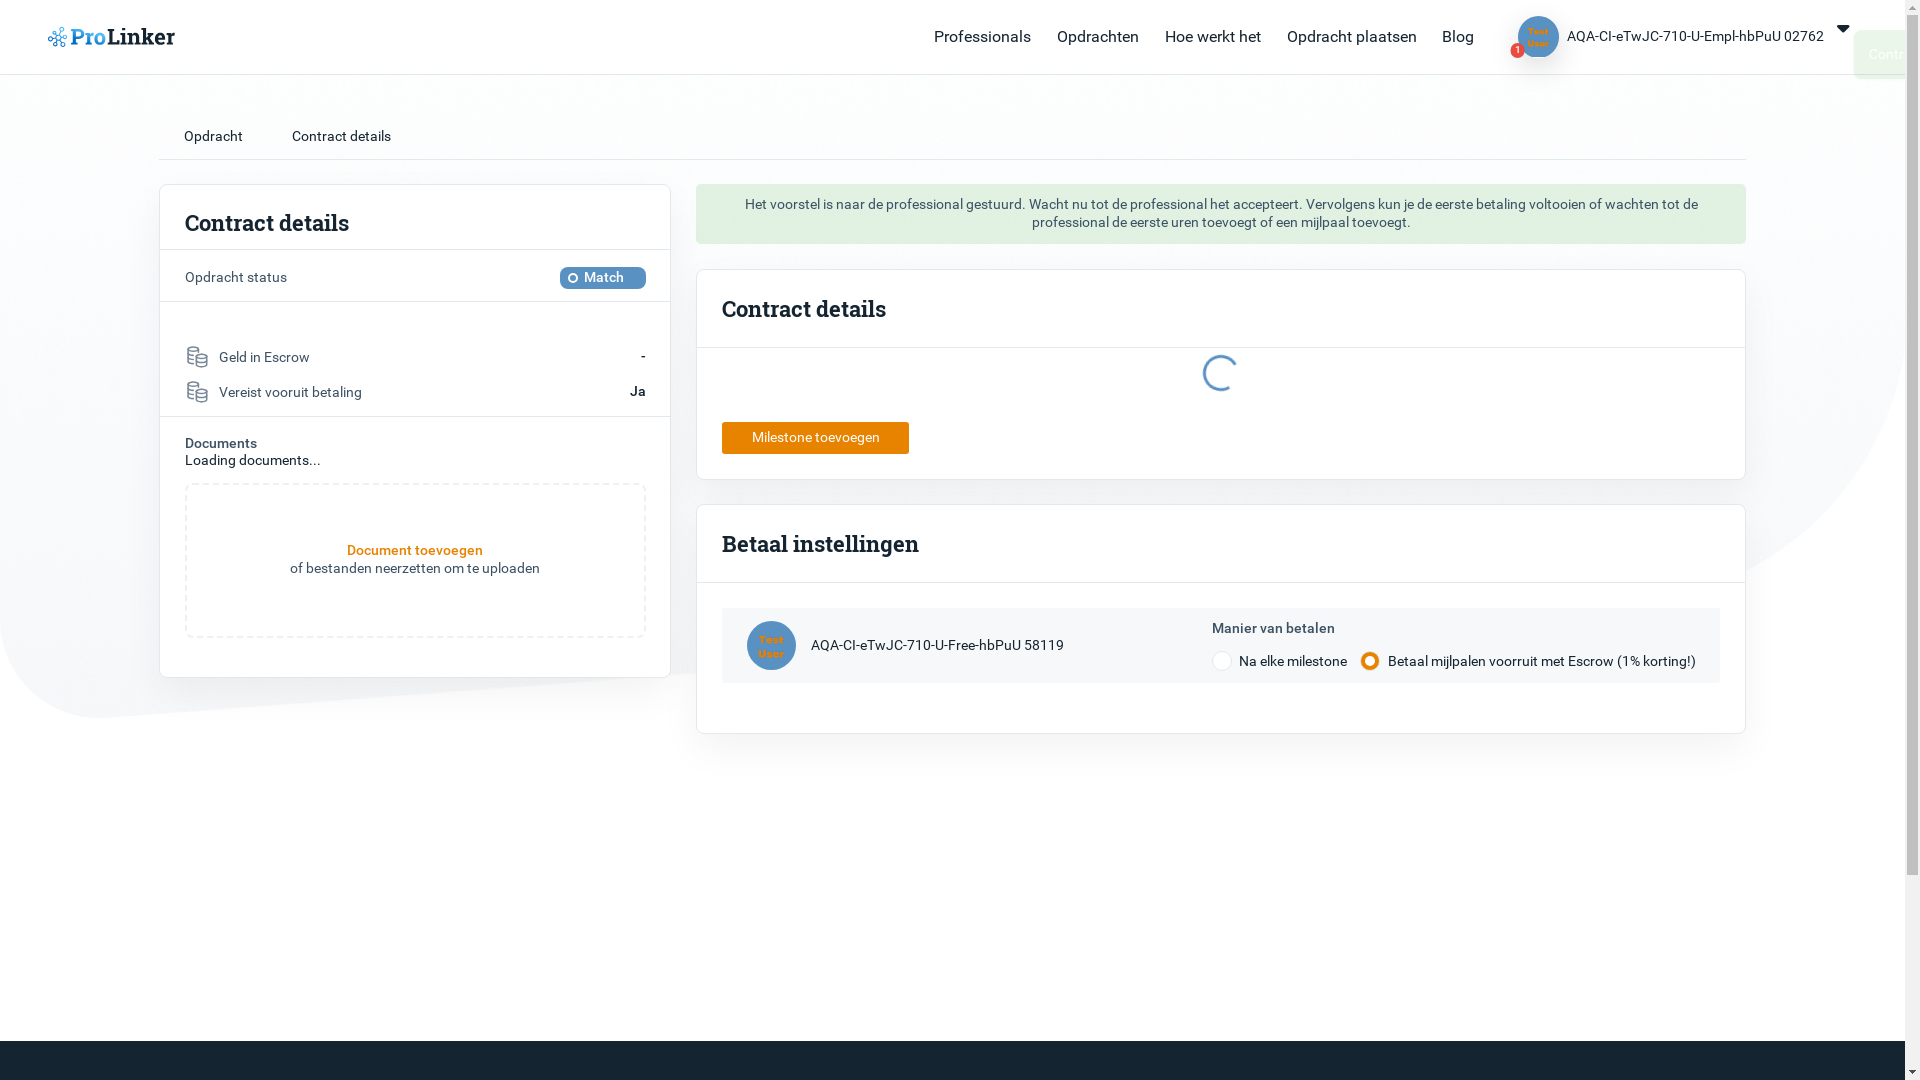 ProLinker
Professionals
Opdrachten
Hoe werkt het
Opdracht plaatsen
Blog
Test
User
1
AQA-CI-eTwJC-710-U-Empl-hbPuU 02762
Opdracht
Contract details
Contract details
Opdracht status
Match
Geld in Escrow
-
Vereist vooruit betaling
Ja
Documents
Loading documents...
Document toevoegen
of bestanden neerzetten om te uploaden
Het voorstel is naar de professional gestuurd. Wacht nu tot de professional het accepteert. Vervolgens kun je de eerste betaling voltooien of wachten tot de
professional de eerste uren toevoegt of een mijlpaal toevoegt.
Contract details
Milestone toevoegen
Betaal instellingen
Test
User
AQA-CI-eTwJC-710-U-Free-hbPuU 58119
Manier van betalen
Na elke milestone
Betaal mijlpalen voorruit met Escrow (1% korting!)